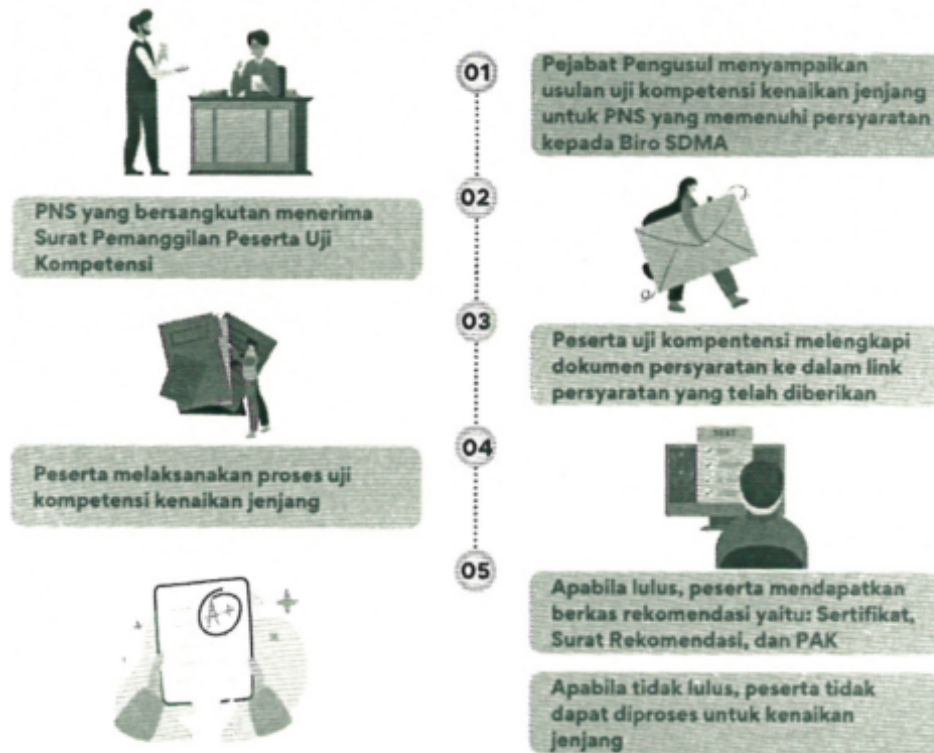 01
Pejabat Pengusul menyampaikan
usulan uji kompetensi kenaikan jenjang
untuk PNS yang memenuhi persyaratan
kepada Biro SDMA
02
PNS yang bersangkutan menerima
Surat Pemanggilan Peserta Uji
Kompetensi
03
Peserta uji kompentensi melengkapi
dokumen persyaratan ke dalam link
persyaratan yang telah diberikan
04
Peserta melaksanakan proses uji
kompetensi kenaikan jenjang
TEST
05
A+
Apabila lulus, peserta mendapatkan
berkas rekomendasi yaitu: Sertifikat,
Surat Rekomendasi, dan PAK
Apabila tidak lulus, peserta tidak
dapat diproses untuk kenaikan
jenjang